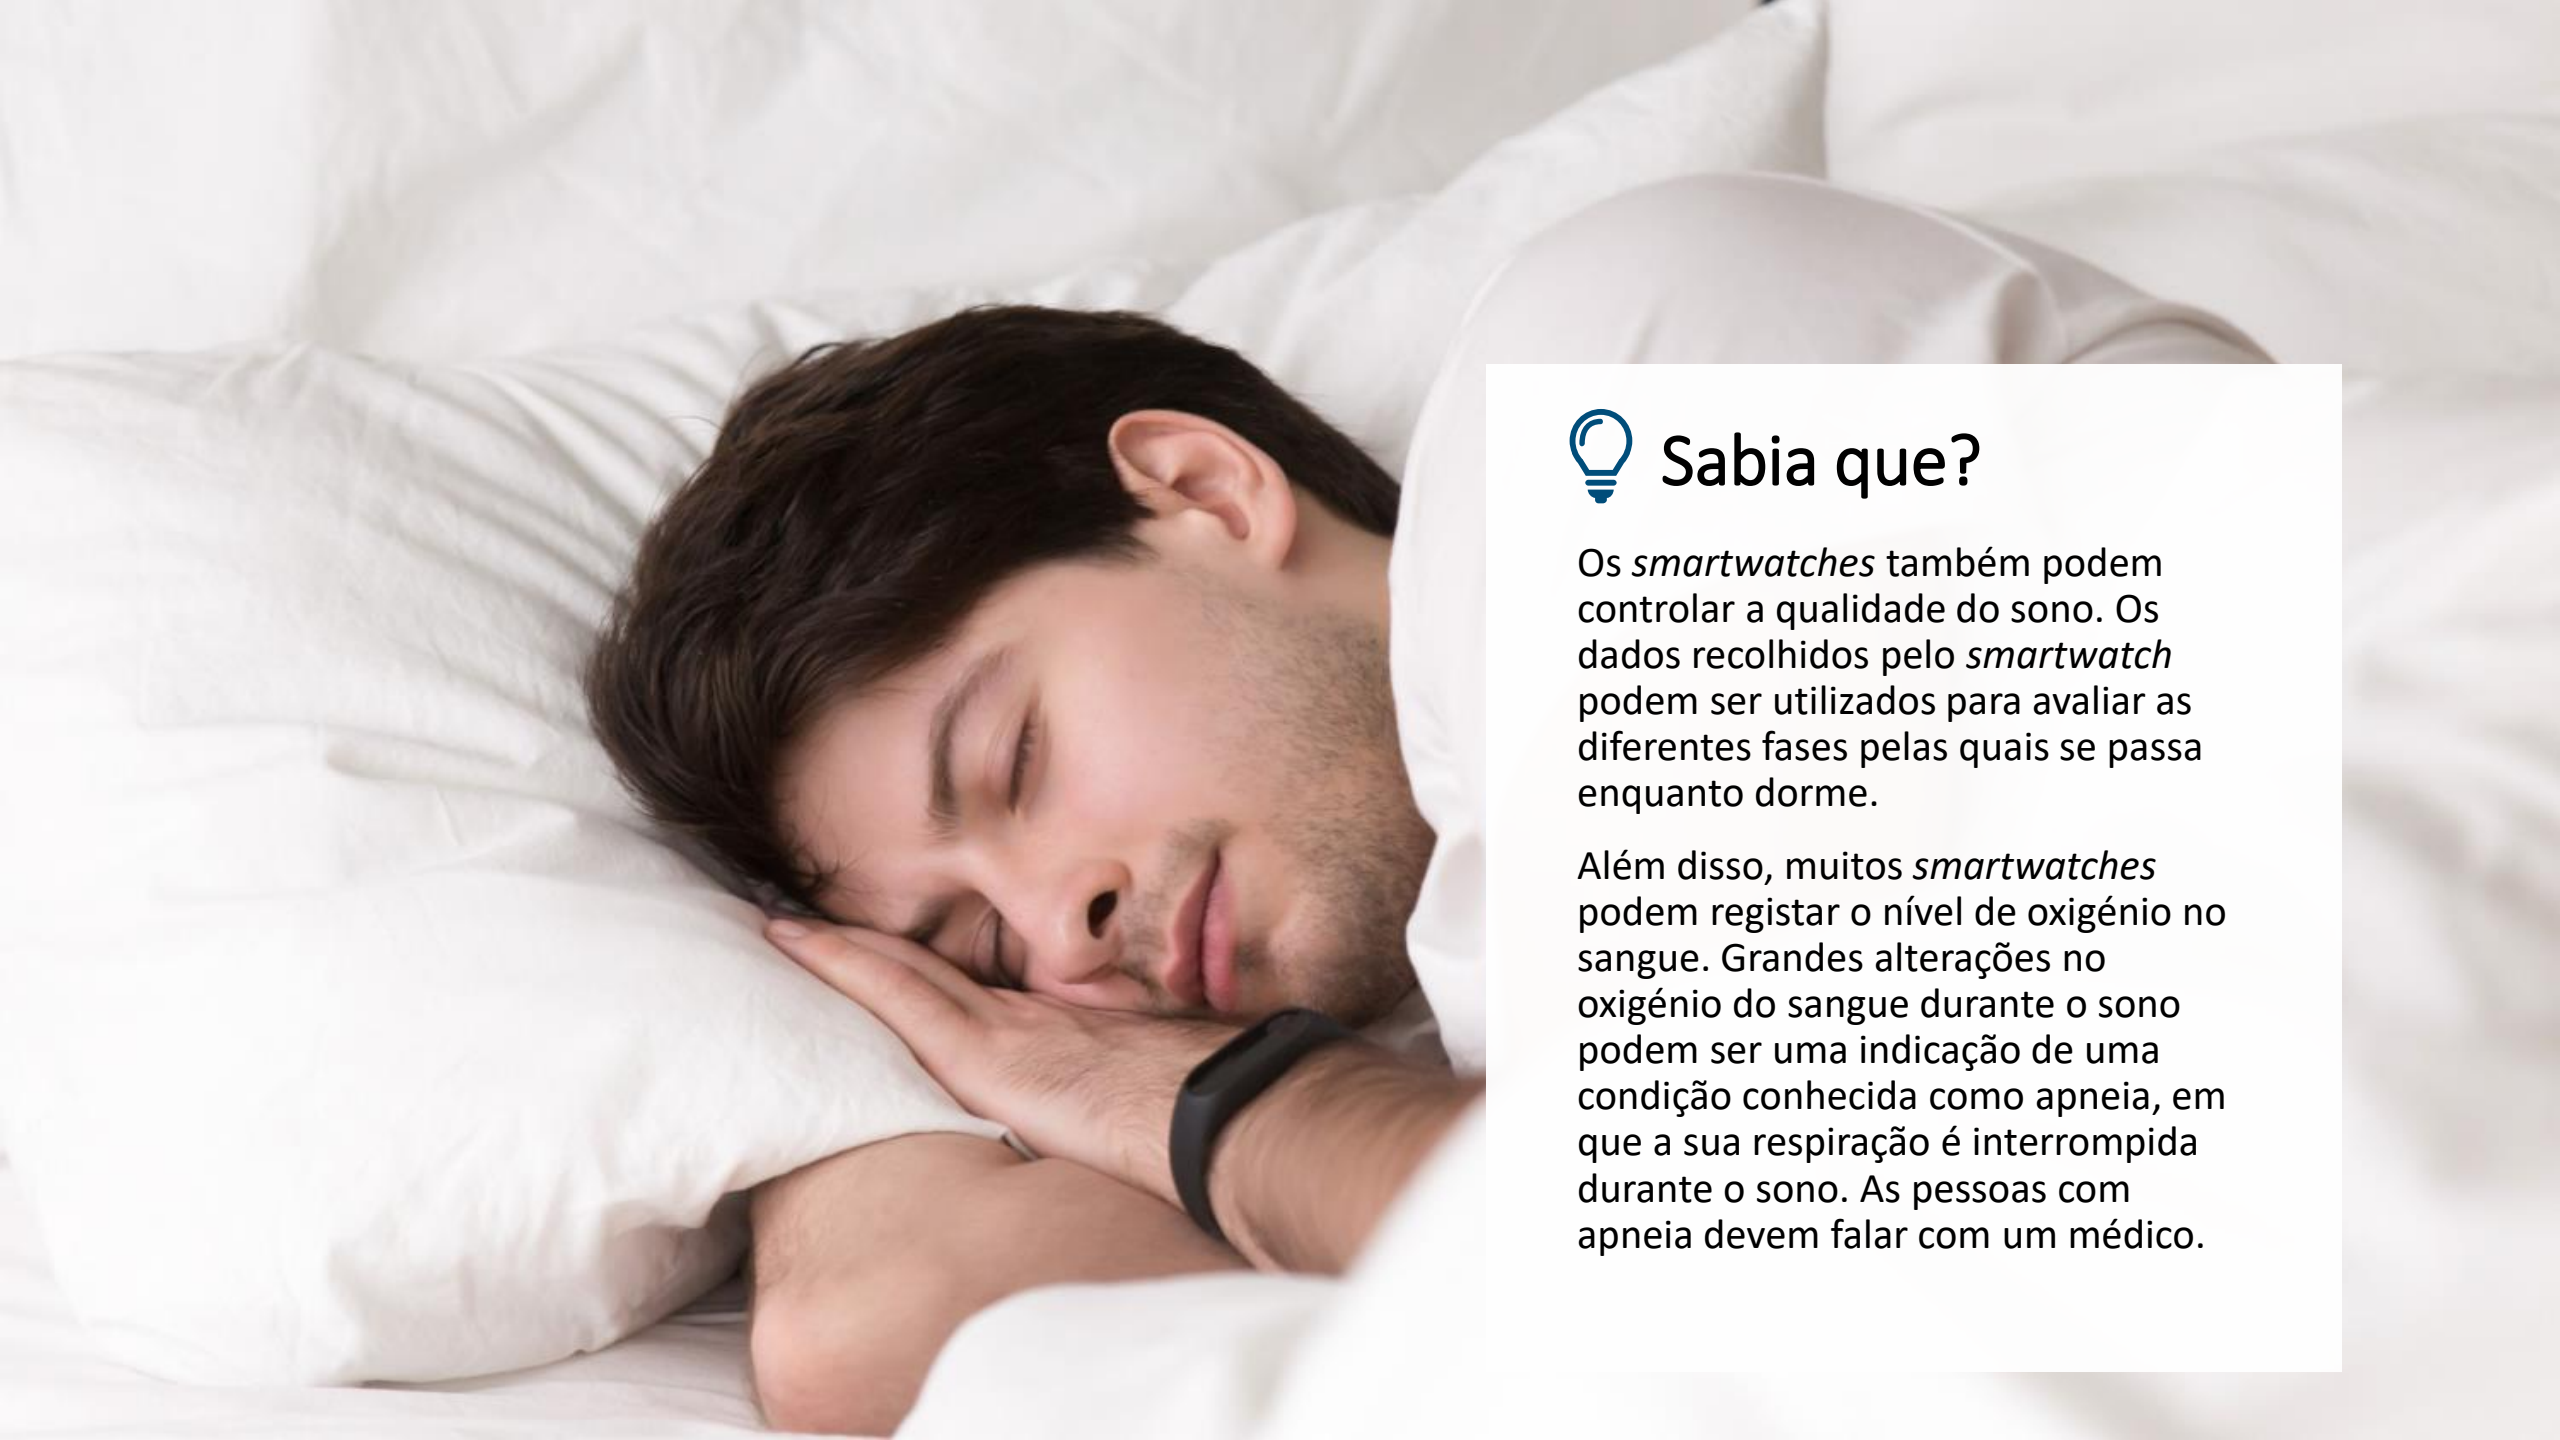 Sabia que?
Os smartwatches também podem
controlar a qualidade do sono. Os
dados recolhidos pelo smartwatch
podem ser utilizados para avaliar as
diferentes fases pelas quais se passa
enquanto dorme.
Além disso, muitos smartwatches
podem registar o nível de oxigénio no
sangue. Grandes alterações no
oxigénio do sangue durante o sono
podem ser uma indicação de uma
condição conhecida como apneia, em
que a sua respiração é interrompida
durante o sono. As pessoas com
apneia devem falar com um médico.